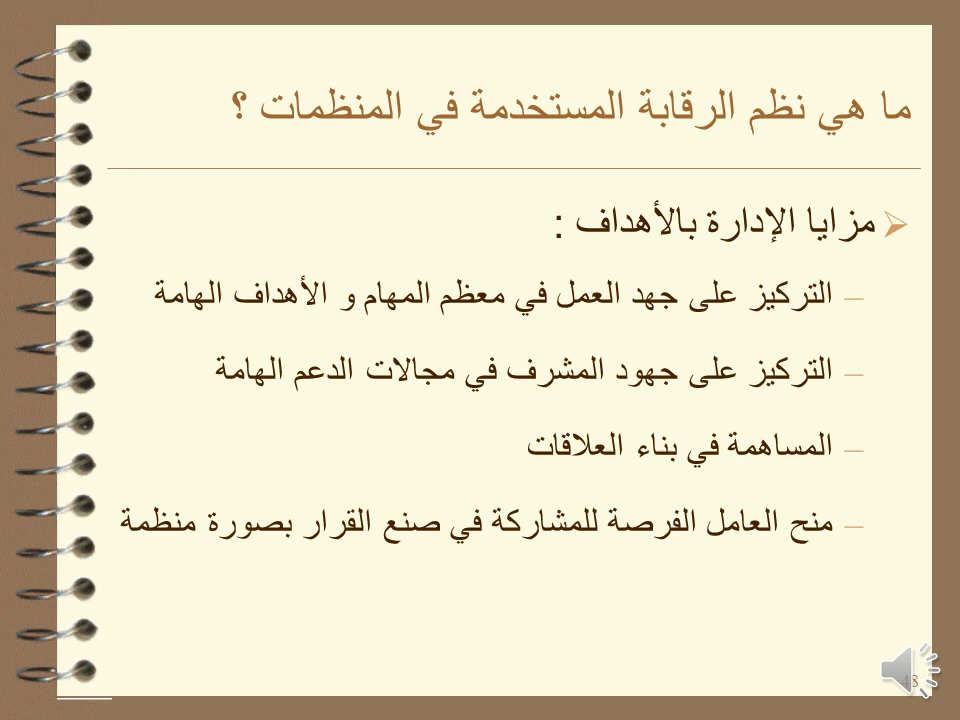 ما هي نظم الرقابة المستخدمة في المنظمات ؟
مزايا الإدارة بالأهداف :
– التركيز على جهد العمل في معظم المهام و الأهداف الهامة
– التركيز على جهود المشرف في مجالات الدعم الهامة
– المساهمة في بناء العلاقات
– منح العامل الفرصة للمشاركة في صنع القرار بصورة منظمة